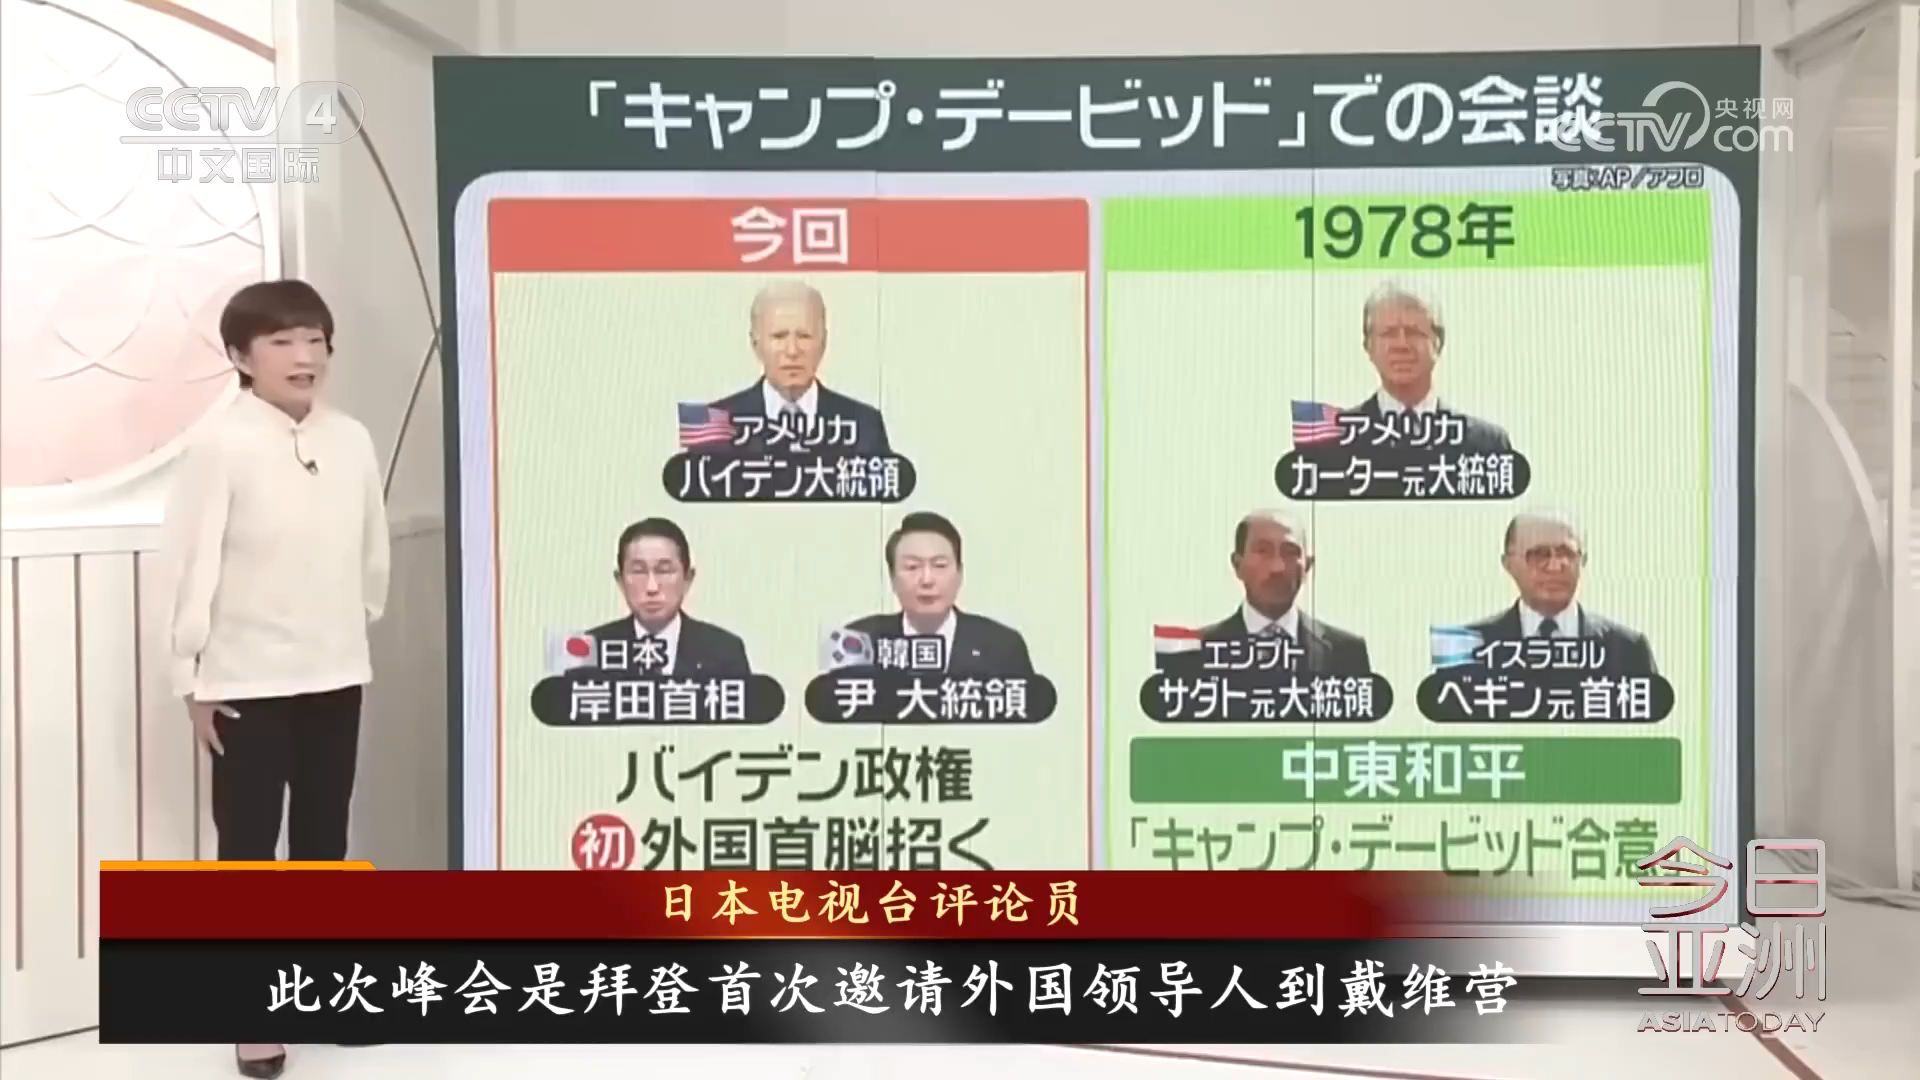 CCTV 4
中文国际
「キャンプ・デービッド」での会談
央视网
CCTV.com
写真:AP/アフロ
今回
1978年
アメリカ
バイデン大統領
アメリカ
カーター元大統領
日本
岸田首相
韓国
尹 大統領
エジプト
サダト元大統領
イスラエル
ベギン元首相
バイデン政権
初 外国首脳招く
中東和平
「キャンプ・デービッド合意」
日本电视台评论员
此次峰会是拜登首次邀请外国领导人到戴维营
今日
亚洲
ASIA TODAY